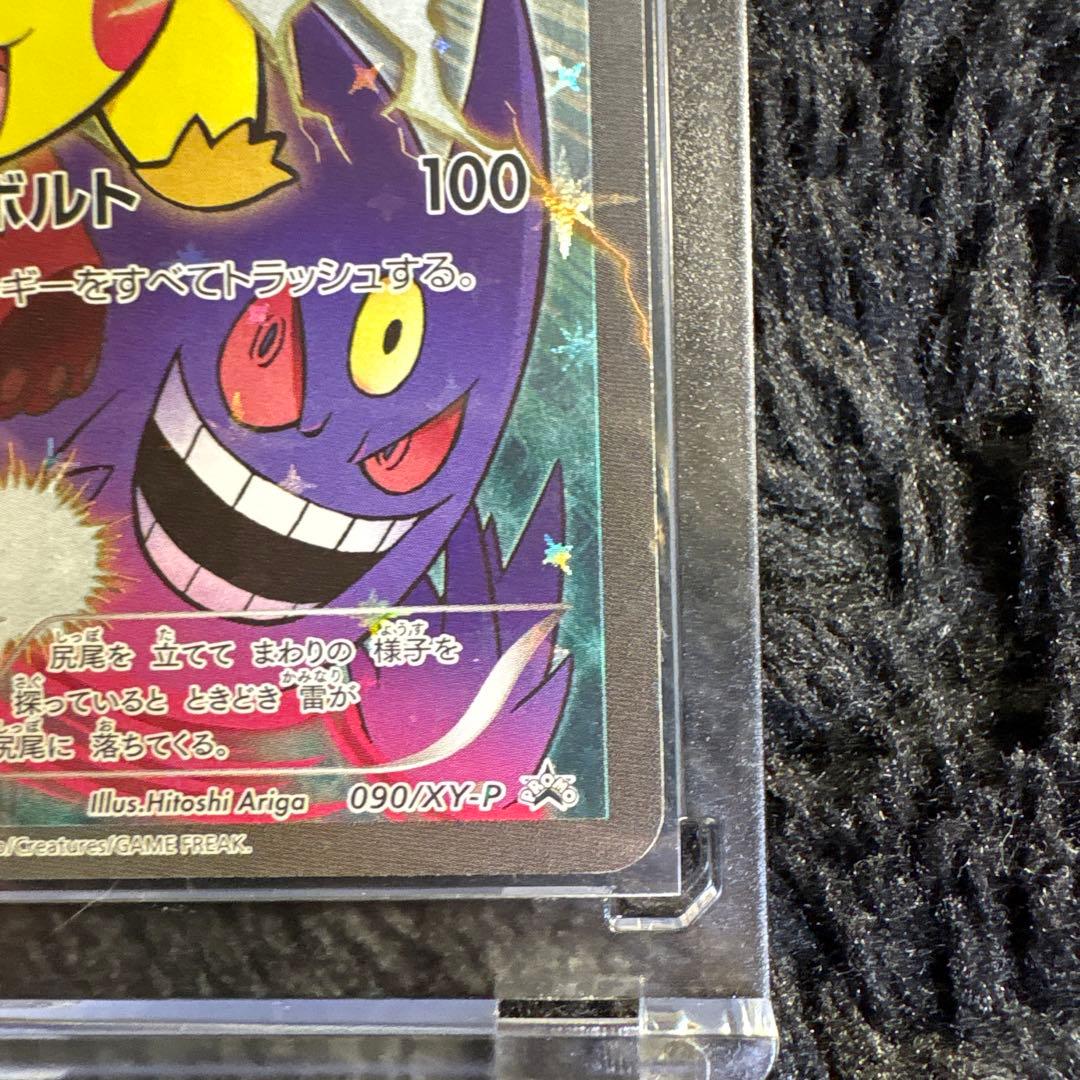 ボルト 100
ギーをすべてトラッシュする。
尻尾を 立てて まわりの 様子を
探っていると ときどき 雷が
尻尾に 落ちてくる。
Illus.Hitoshi Ariga 090/XY-P PROMO
/Creatures/GAME FREAK.